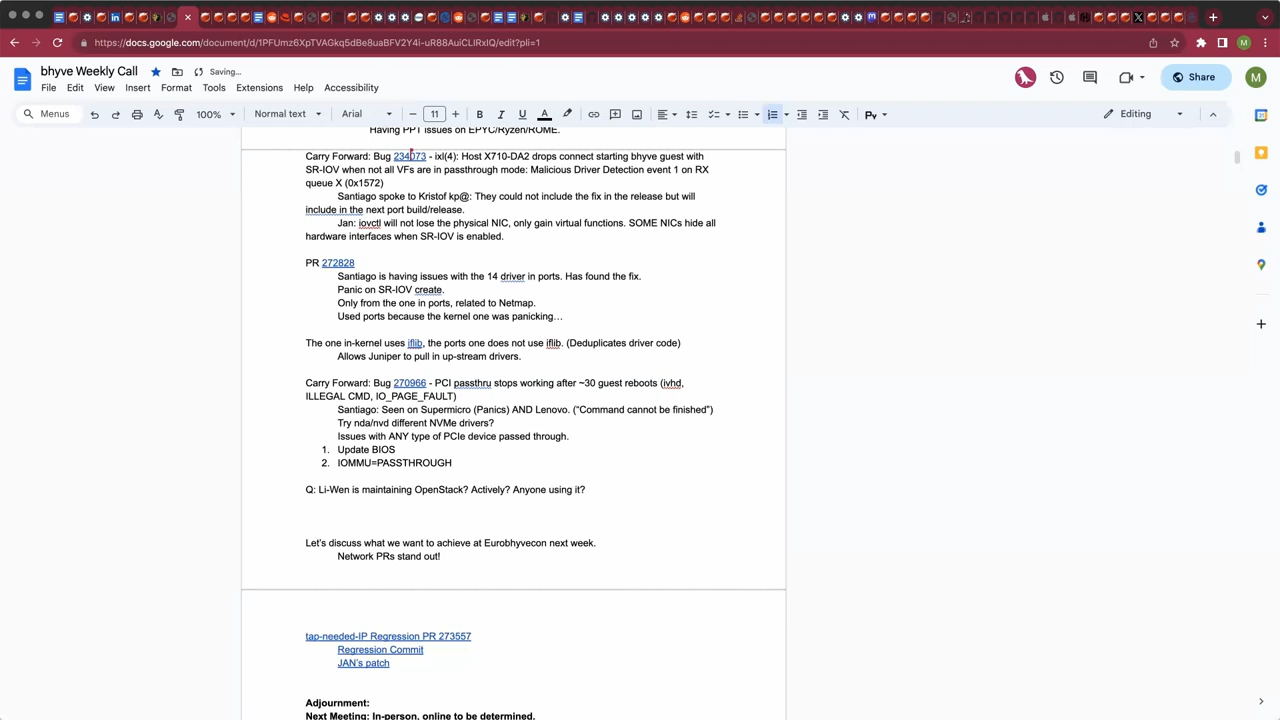 https://docs.google.com/document/d/1PFUmz6XpTVAGkq5dBe8uaBFV2Y4i-uR88AuiCLIRxIQ/edit?pli=1
M
bhyve Weekly Call
Saving...
File Edit View Insert Format Tools Extensions Help Accessibility
Share
M
Menus
100%
Normal text
Arial
11
Editing
Having PPT issues on EPYC/Ryzen/ROME.
Carry Forward: Bug 234073 - ixl(4): Host X710-DA2 drops connect starting bhyve guest with
SR-IOV when not all VFs are in passthrough mode: Malicious Driver Detection event 1 on RX
queue X (0x1572)
Santiago spoke to Kristof kp@: They could not include the fix in the release but will
include in the next port build/release.
Jan: iovctl will not lose the physical NIC, only gain virtual functions. SOME NICs hide all
hardware interfaces when SR-IOV is enabled.
PR 272828
Santiago is having issues with the 14 driver in ports. Has found the fix.
Panic on SR-IOV create.
Only from the one in ports, related to Netmap.
Used ports because the kernel one was panicking…
The one in-kernel uses iflib, the ports one does not use iflib. (Deduplicates driver code)
Allows Juniper to pull in up-stream drivers.
Carry Forward: Bug 270966 - PCI passthru stops working after ~30 guest reboots (ivhd,
ILLEGAL CMD, IO_PAGE_FAULT)
Santiago: Seen on Supermicro (Panics) AND Lenovo. (“Command cannot be finished”)
Try nda/nvd different NVMe drivers?
Issues with ANY type of PCIe device passed through.
1. Update BIOS
2. IOMMU=PASSTHROUGH
Q: Li-Wen is maintaining OpenStack? Actively? Anyone using it?
Let’s discuss what we want to achieve at Eurobhyvecon next week.
Network PRs stand out!
tap-needed-IP Regression PR 273557
Regression Commit
JAN’s patch
Adjournment:
Next Meeting: In-person, online to be determined.